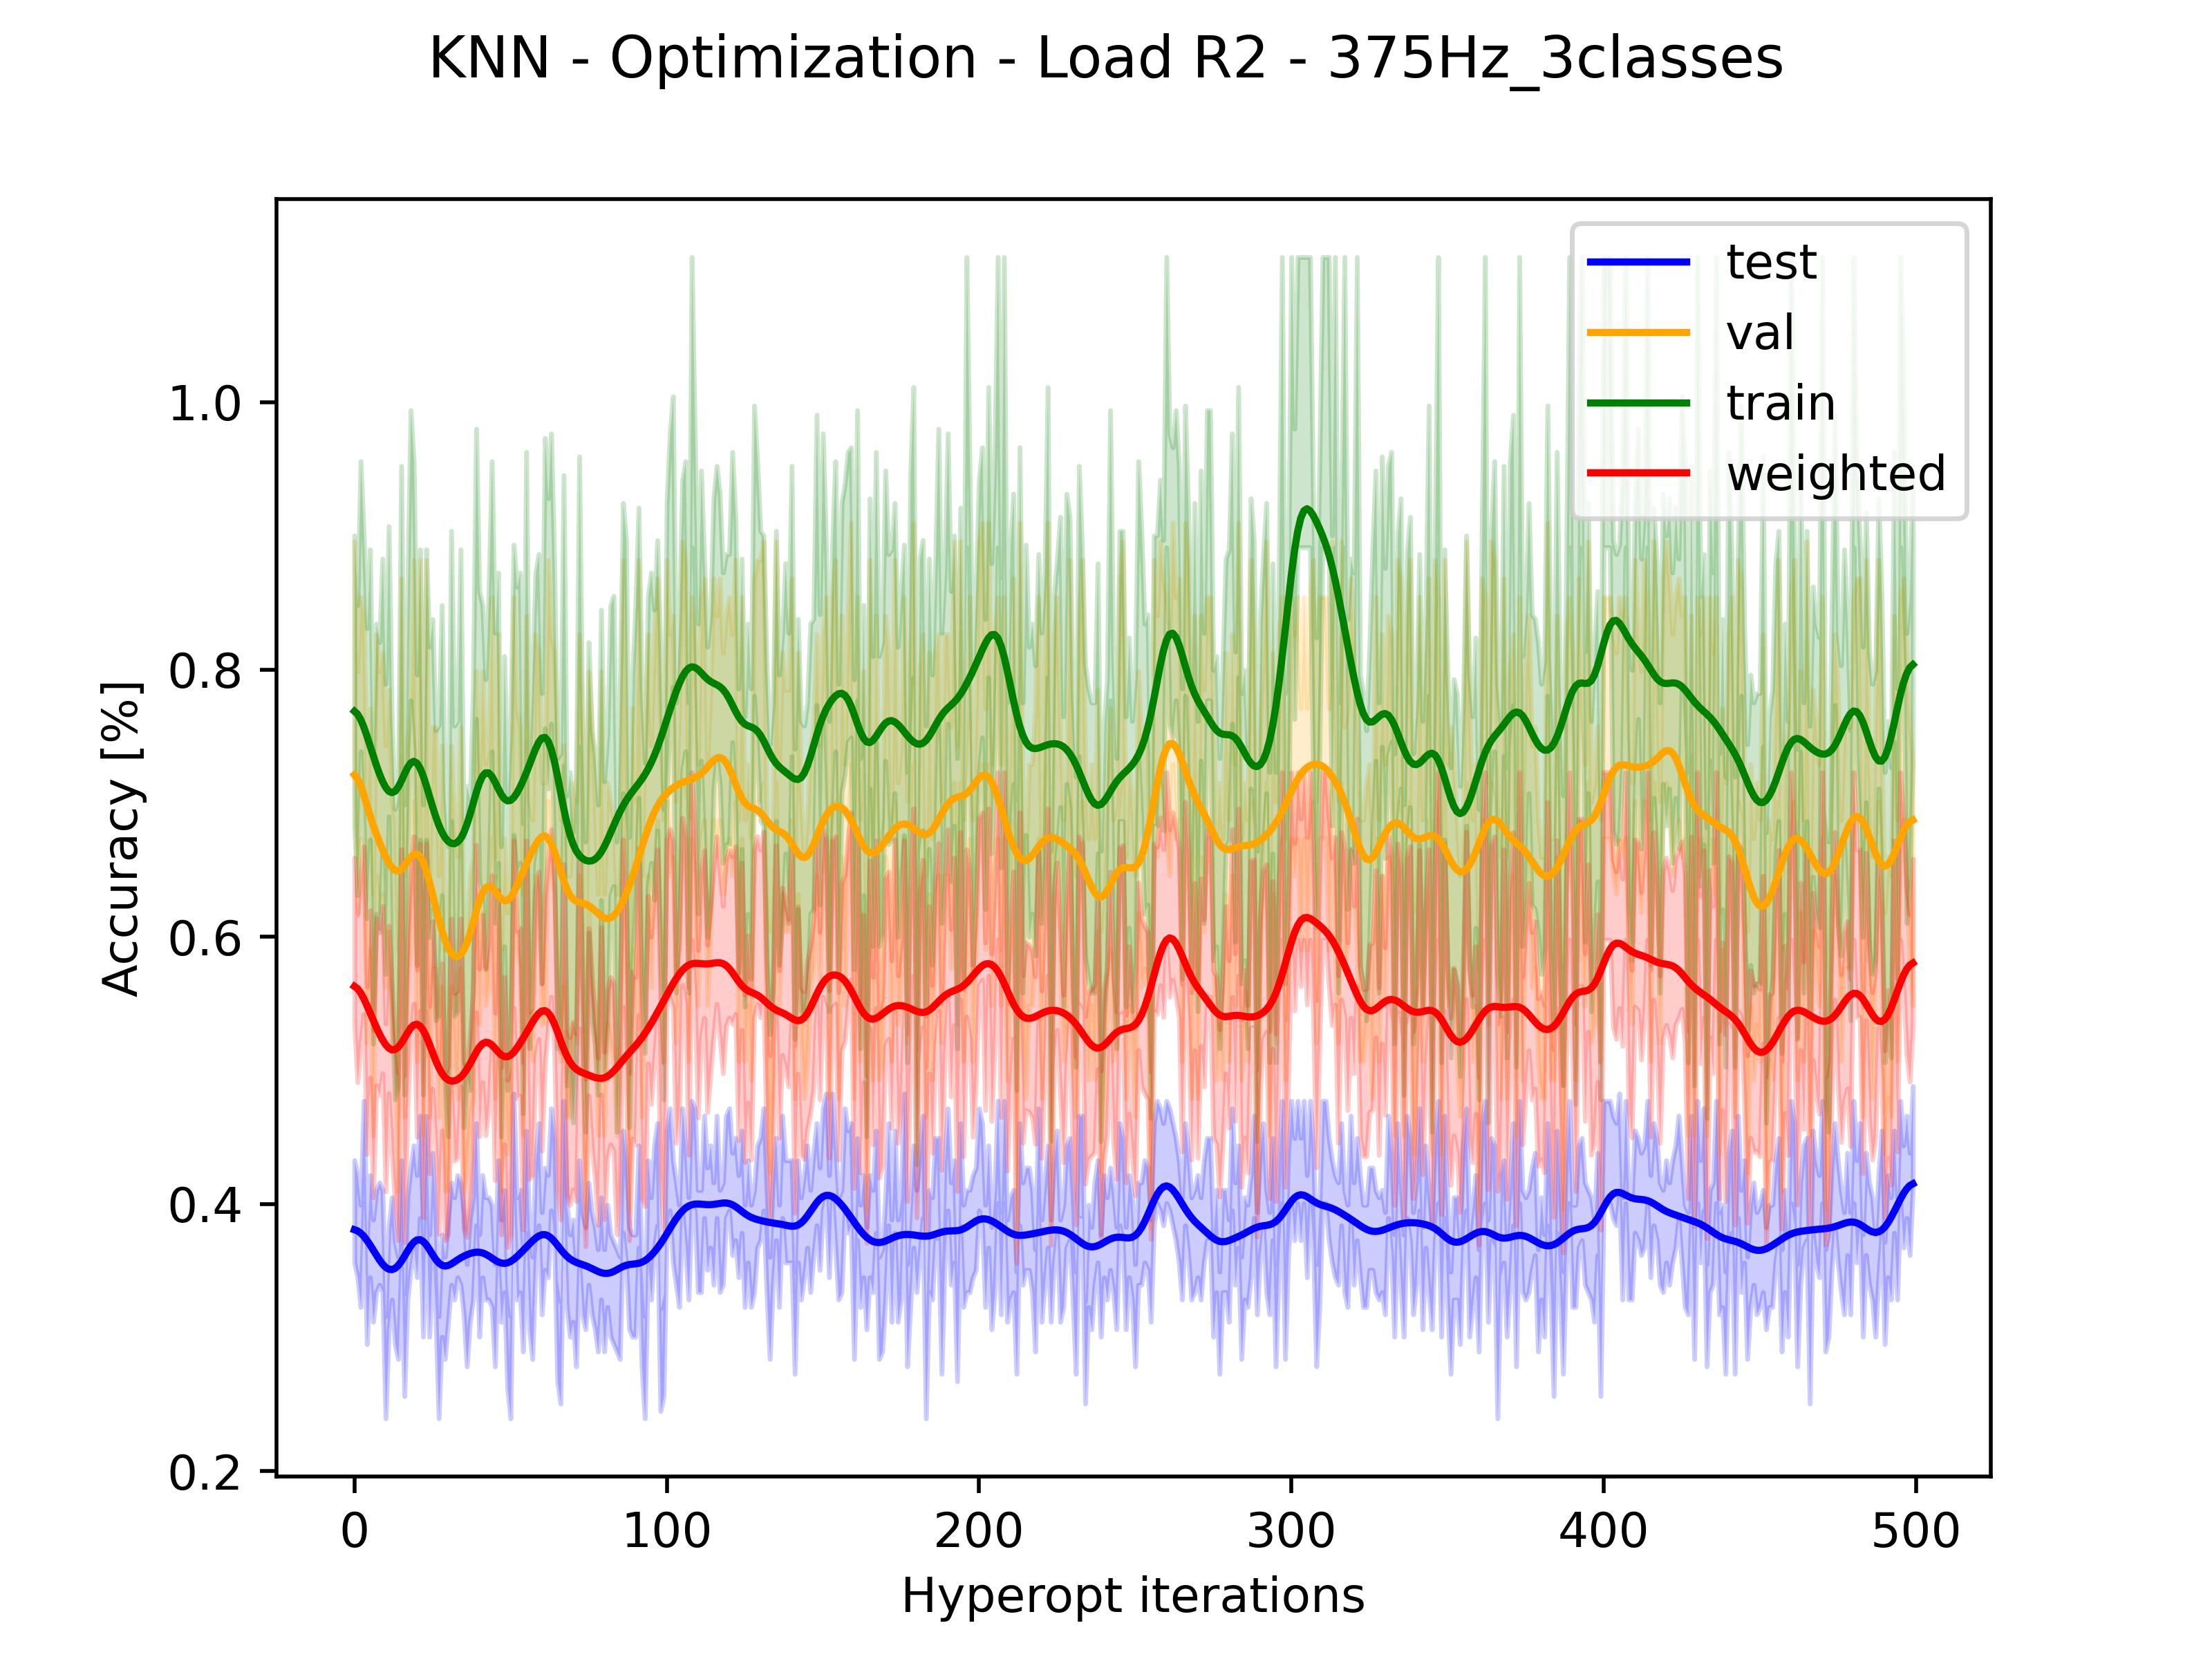 KNN - Optimization - Load R2 - 375Hz_3classes
test
val
train
weighted
Accuracy [%]
1.0
0.8
0.6
0.4
0.2
0 100 200 300 400 500
Hyperopt iterations